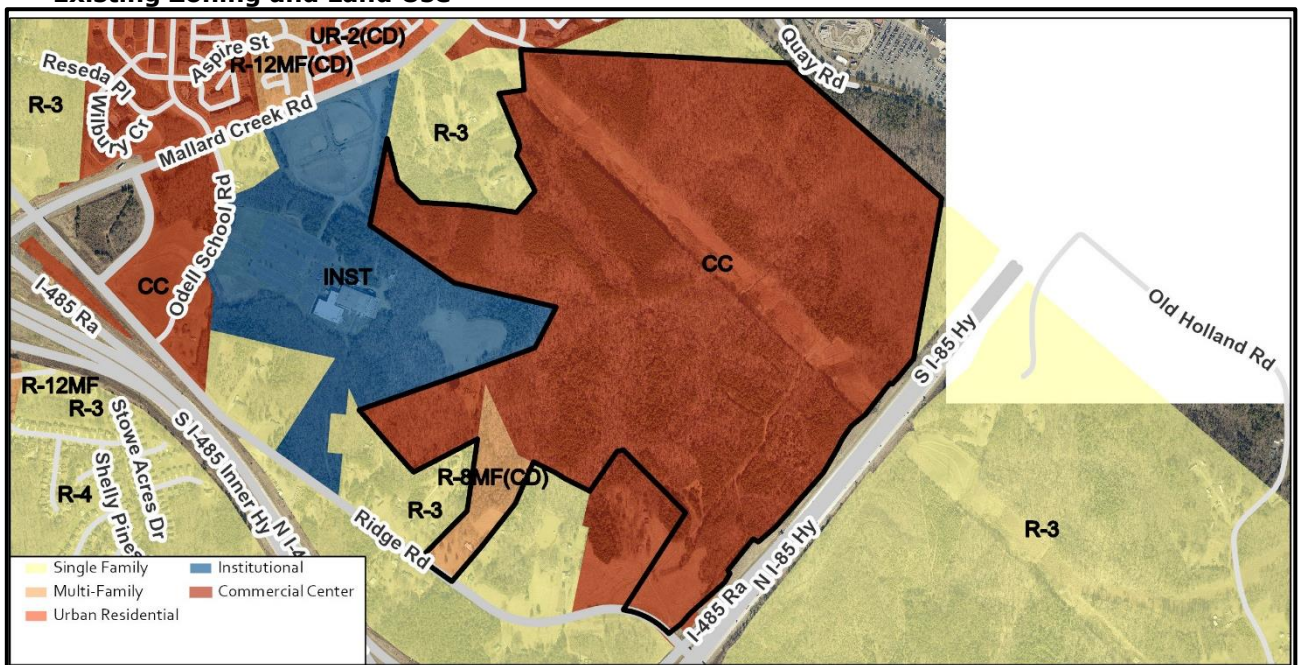 Existing Zoning and Land Use
UR-2(CD)
Aspire St
R-12MF(CD)
Quay Rd
Reseda Pl
R-3
Wilbury Cr
Mallard Creek Rd
R-3
Odell School Rd
INST
CC
CC
I-485 Ra
S I-85 Hy
Old Holland Rd
R-12MF
R-3
Stowe Acres Dr
S I-485 Inner Hy
R-8MF(CD)
R-4
Shelly Pines
R-3
R-3
N I-4
Ridge Rd
N I-85 Hy
I-485 Ra
Single Family
Institutional
Multi-Family
Commercial Center
Urban Residential